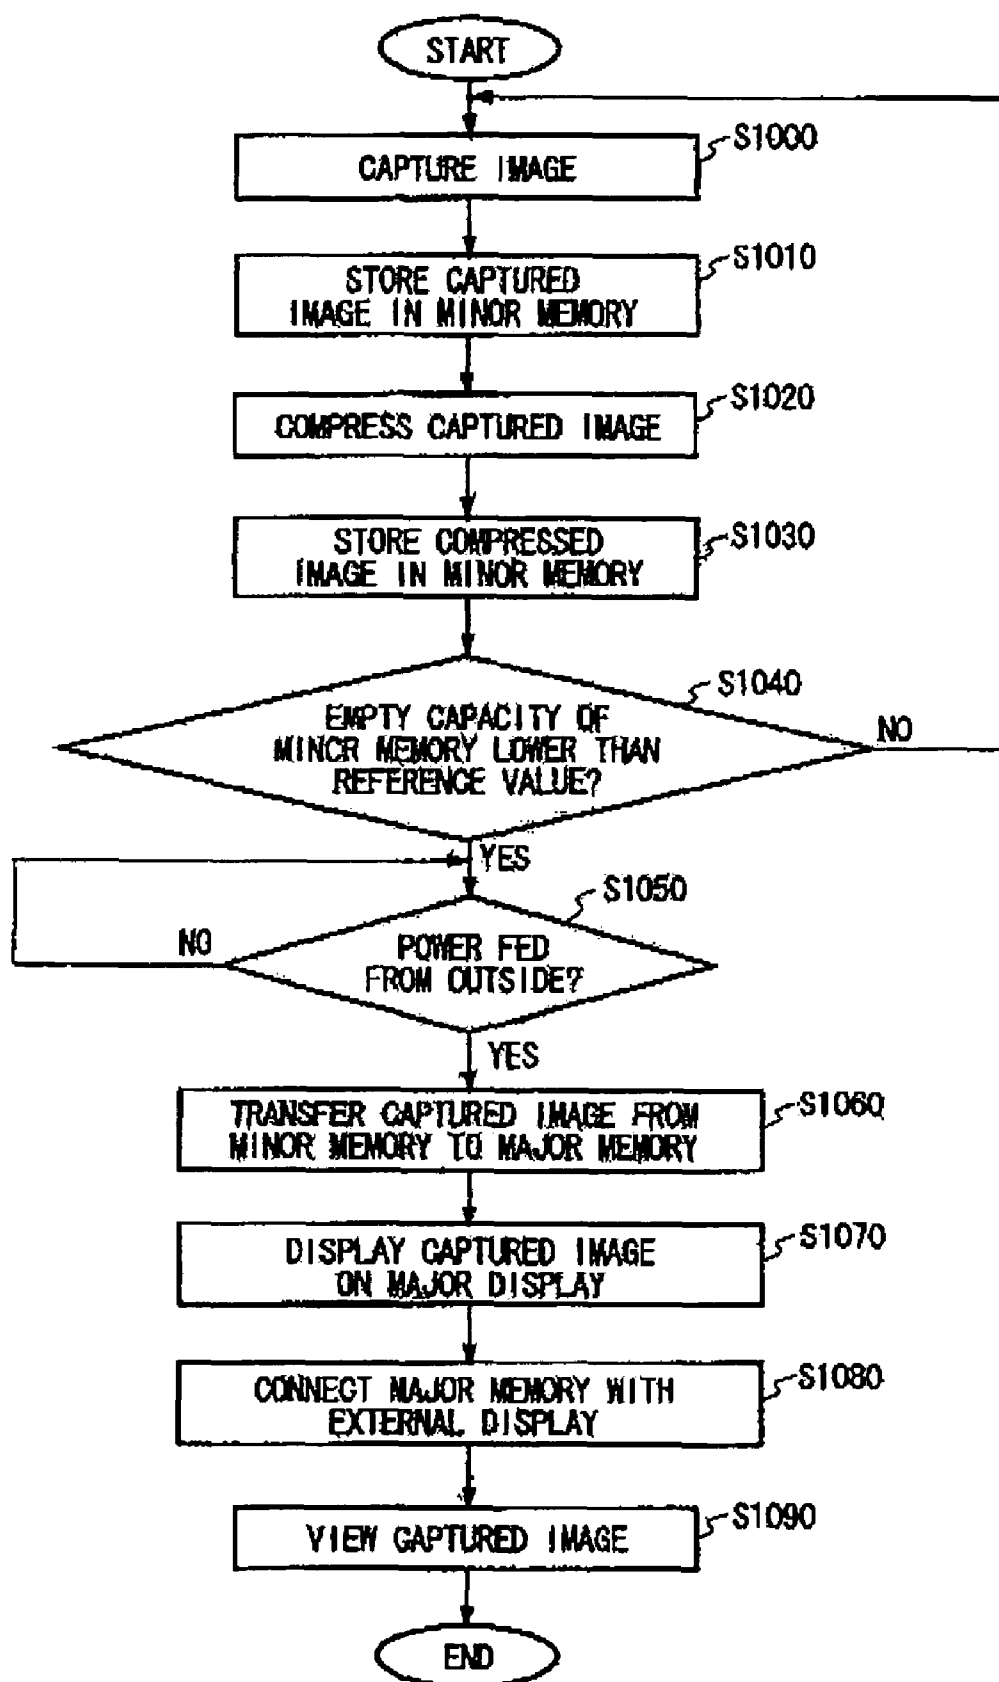 START
CAPTURE IMAGE
S1000
STORE CAPTURED
IMAGE IN MINOR MEMORY
S1010
COMPRESS CAPTURED IMAGE
S1020
STORE COMPRESSED
IMAGE IN MINOR MEMORY
S1030
EMPTY CAPACITY OF
MINOR MEMORY LOWER THAN
REFERENCE VALUE?
S1040
NO
YES
POWER FED
FROM OUTSIDE?
S1050
NO
YES
TRANSFER CAPTURED IMAGE FROM
MINOR MEMORY TO MAJOR MEMORY
S1060
DISPLAY CAPTURED IMAGE
ON MAJOR DISPLAY
S1070
CONNECT MAJOR MEMORY WITH
EXTERNAL DISPLAY
S1080
VIEW CAPTURED IMAGE
S1090
END